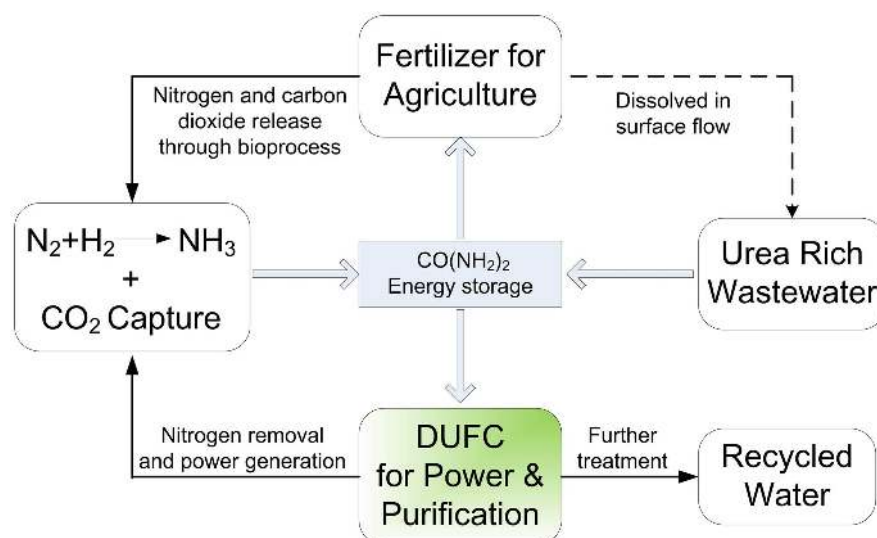 Fertilizer for
Agriculture
Nitrogen and carbon
dioxide release
through bioprocess
Dissolved in
surface flow
N₂+H₂ → NH₃
+
CO₂ Capture
CO(NH₂)₂
Energy storage
Urea Rich
Wastewater
Nitrogen removal
and power generation
DUFC
for Power &
Purification
Further
treatment
Recycled
Water